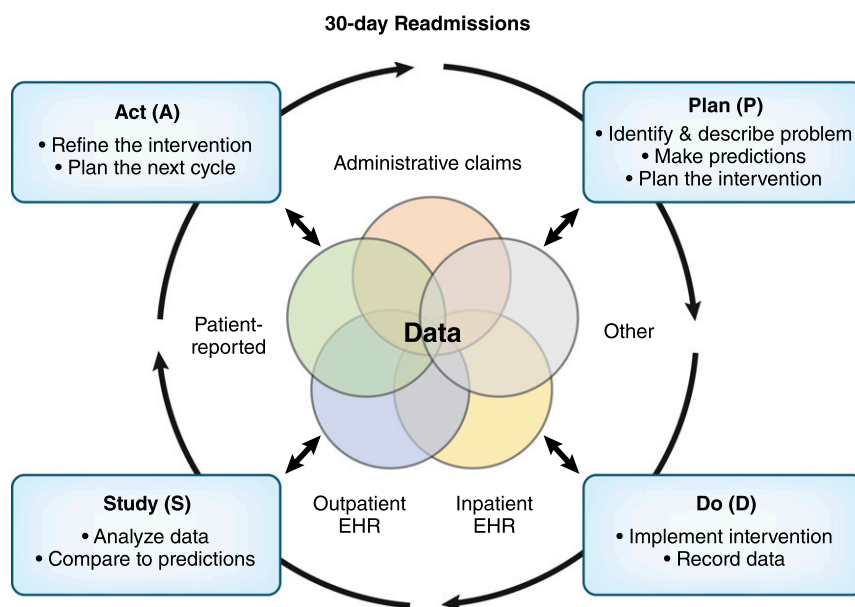 30-day Readmissions
Act (A)
• Refine the intervention
• Plan the next cycle
Plan (P)
• Identify & describe problem
• Make predictions
• Plan the intervention
Administrative claims
Patient-
reported
Data
Other
Study (S)
• Analyze data
• Compare to predictions
Outpatient
EHR
Inpatient
EHR
Do (D)
• Implement intervention
• Record data